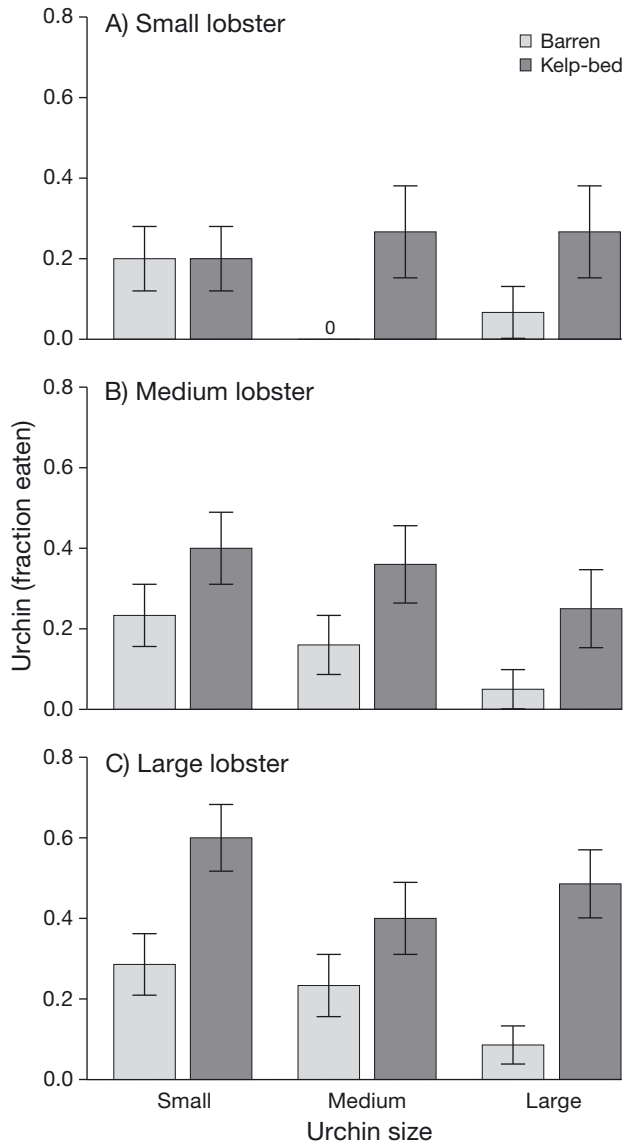 A) Small lobster
Barren
Kelp-bed
0.8
0.6
0.4
0.2
0.0
0
B) Medium lobster
0.8
0.6
0.4
0.2
0.0
Urchin (fraction eaten)
C) Large lobster
0.8
0.6
0.4
0.2
0.0
Small Medium Large
Urchin size